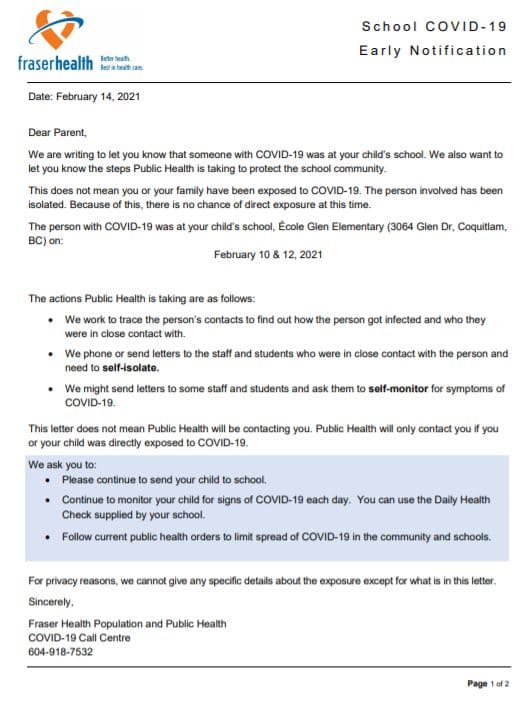 School COVID-19
Early Notification
fraserhealth
Better health.
Best in health care.
Date: February 14, 2021
Dear Parent,
We are writing to let you know that someone with COVID-19 was at your child's school. We also want to
let you know the steps Public Health is taking to protect the school community.
This does not mean you or your family have been exposed to COVID-19. The person involved has been
isolated. Because of this, there is no chance of direct exposure at this time.
The person with COVID-19 was at your child's school, École Glen Elementary (3064 Glen Dr, Coquitlam,
BC) on:
February 10 & 12, 2021
The actions Public Health is taking are as follows:
• We work to trace the person's contacts to find out how the person got infected and who they
were in close contact with.
• We phone or send letters to the staff and students who were in close contact with the person and
need to self-isolate.
• We might send letters to some staff and students and ask them to self-monitor for symptoms of
COVID-19.
This letter does not mean Public Health will be contacting you. Public Health will only contact you if you
or your child was directly exposed to COVID-19.
We ask you to:
• Please continue to send your child to school.
• Continue to monitor your child for signs of COVID-19 each day. You can use the Daily Health
Check supplied by your school.
• Follow current public health orders to limit spread of COVID-19 in the community and schools.
For privacy reasons, we cannot give any specific details about the exposure except for what is in this letter.
Sincerely,
Fraser Health Population and Public Health
COVID-19 Call Centre
604-918-7532
Page 1 of 2